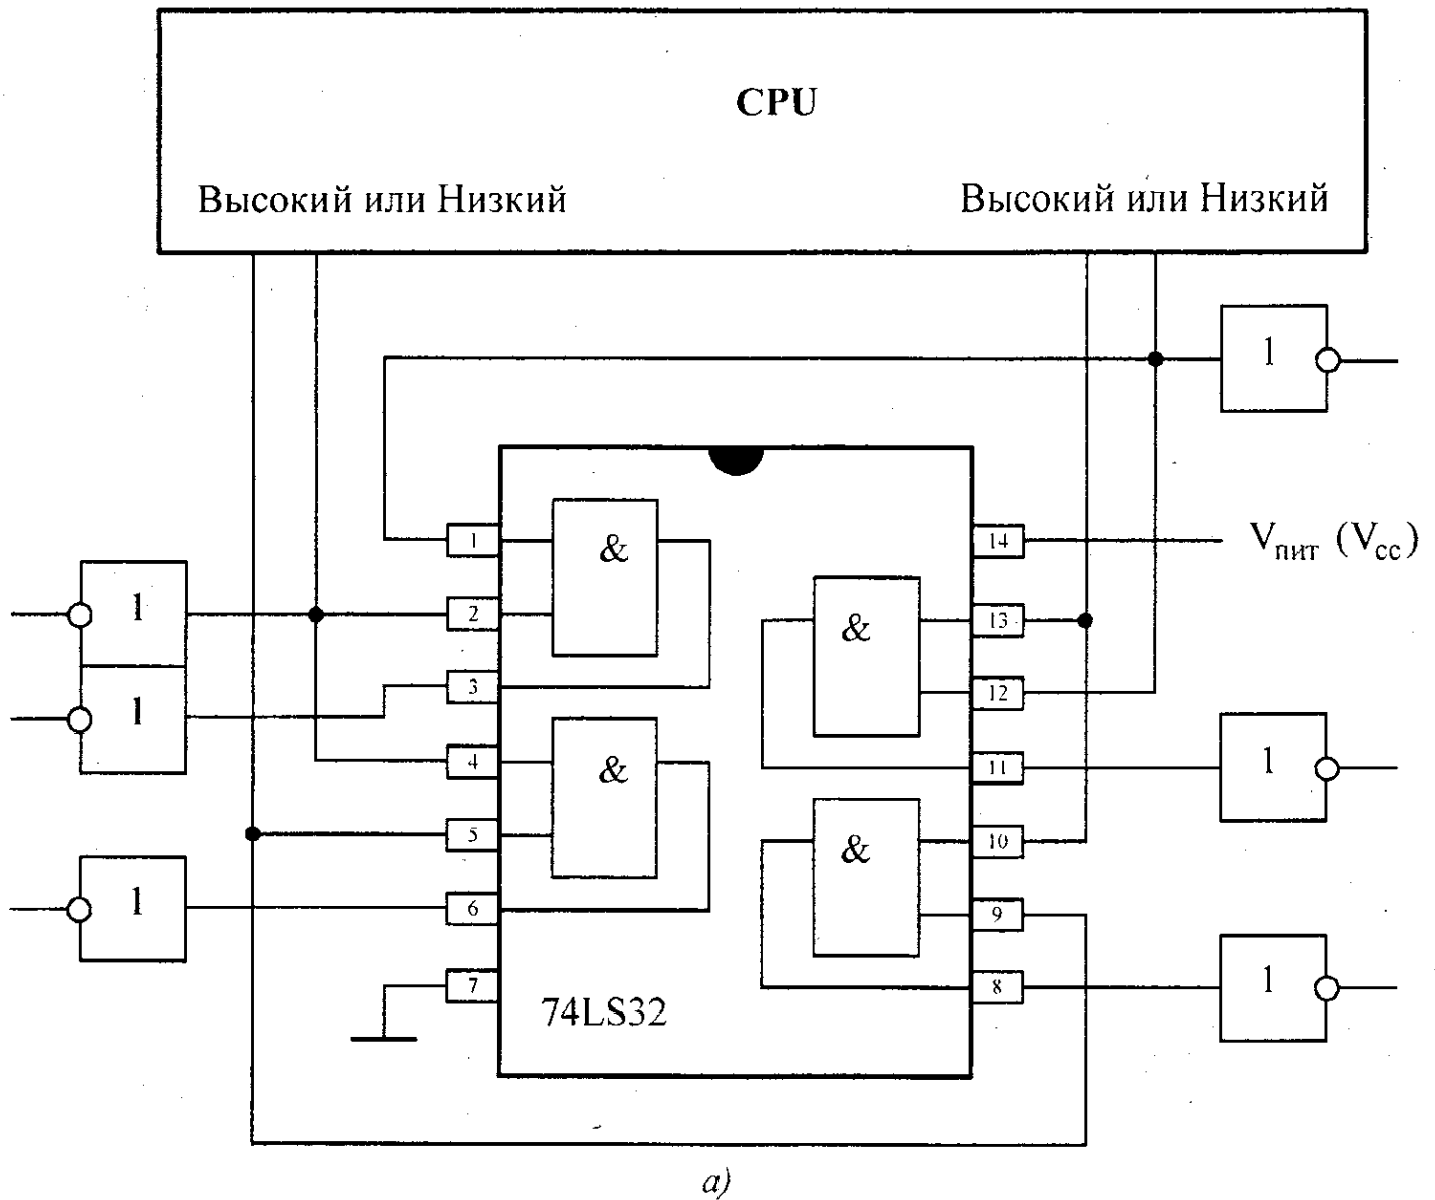 CPU
Высокий или Низкий Высокий или Низкий
1
& 
1 14 Vпит (Vcc)
1 2 & 13
1 3 12
& 
4 11 1
5 & 10
1 6 9
7 8 1
74LS32
а)